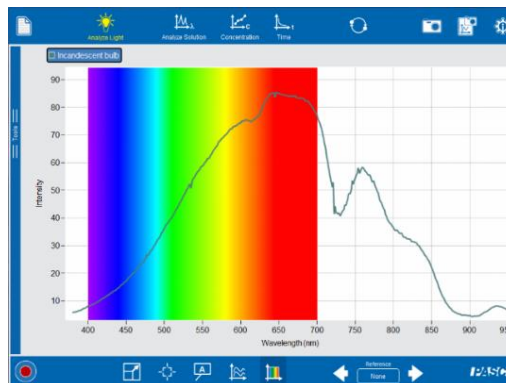 Analyze Light
Analyze Solution
Concentration
Time
Incandescent bulb
Tools
Intensity
90
80
70
60
50
40
30
20
10
400 450 500 550 600 650 700 750 800 850 900
Wavelength (nm)
Reference
None